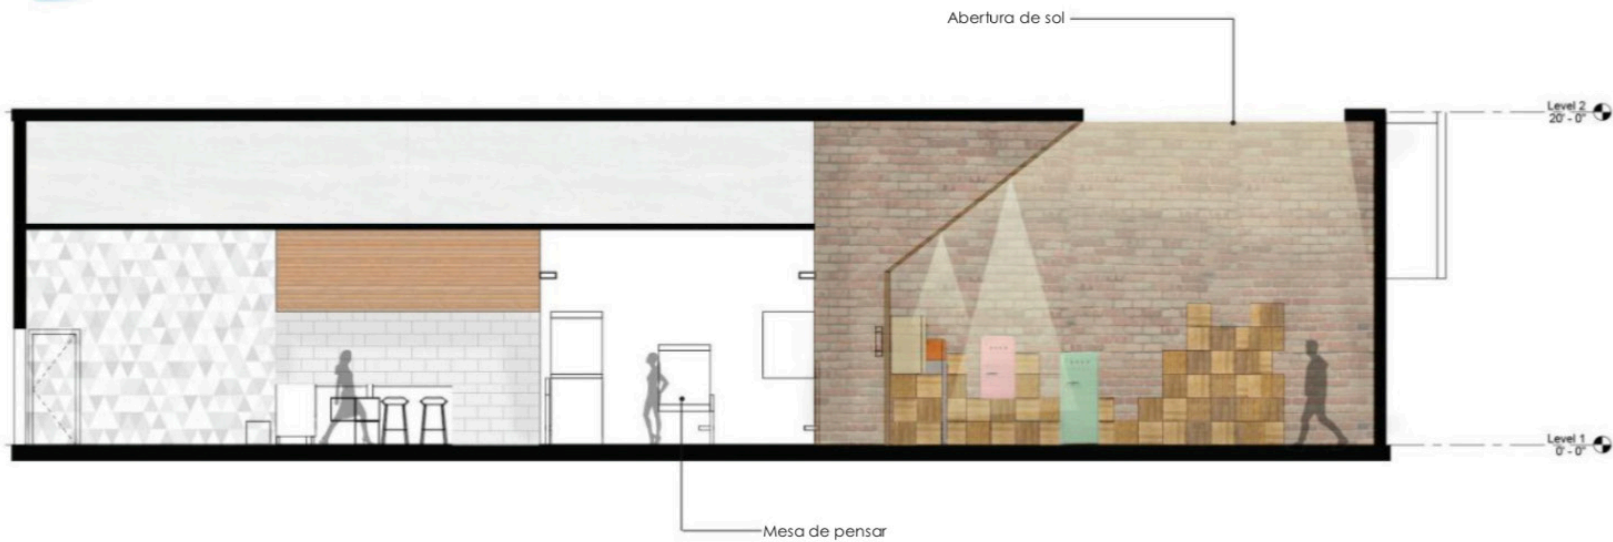 Abertura de sol
Level 2
20' - 0"
Level 1
0' - 0"
Mesa de pensar